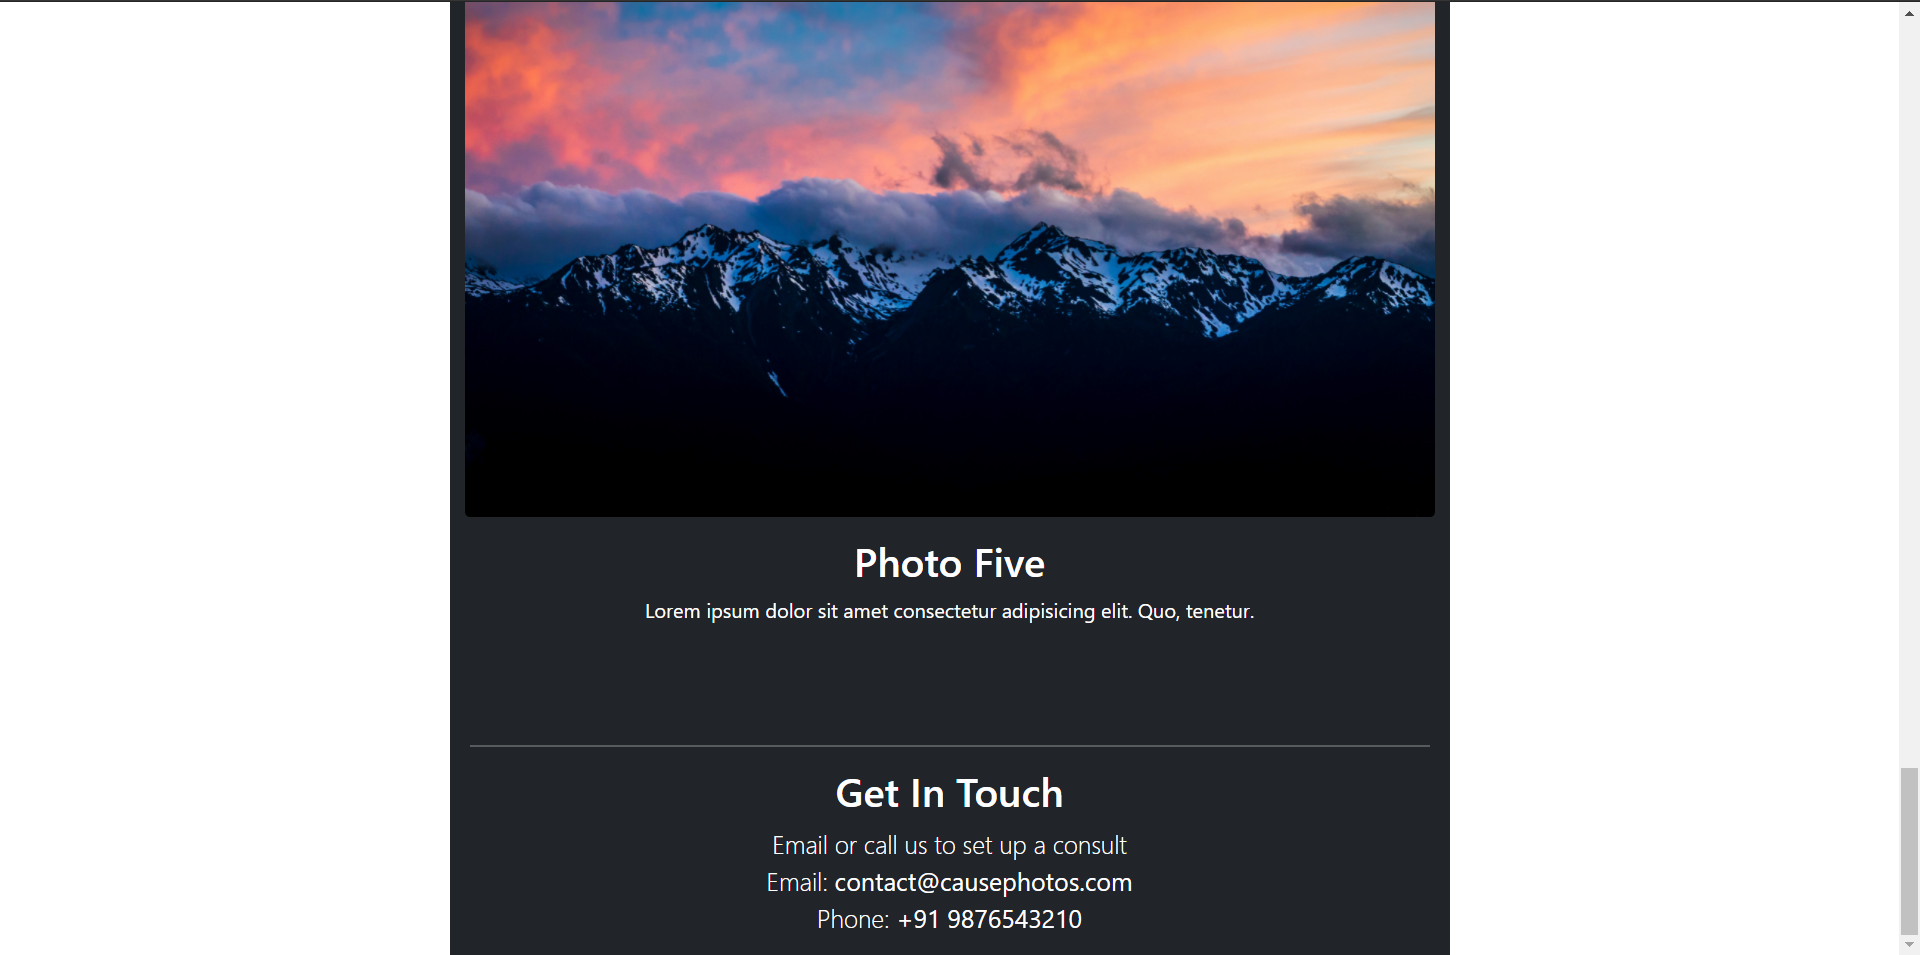 Photo Five
Lorem ipsum dolor sit amet consectetur adipisicing elit. Quo, tenetur.
Get In Touch
Email or call us to set up a consult
Email: contact@causephotos.com
Phone: +91 9876543210